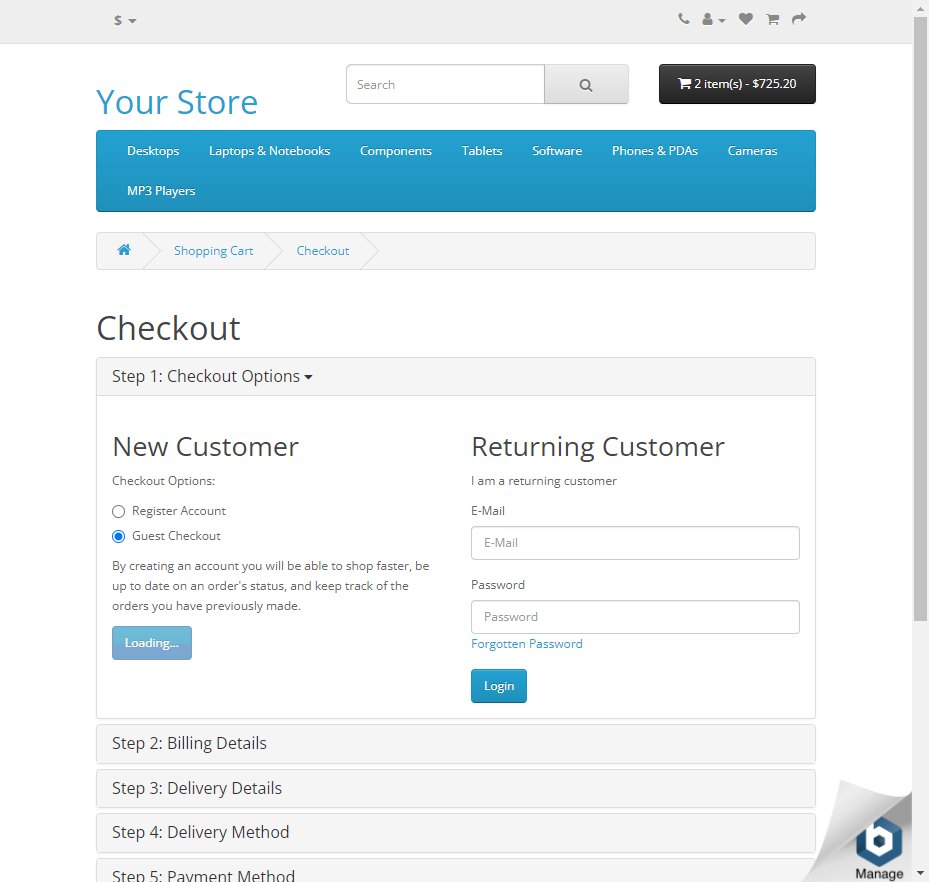 $
Your Store
Search
2 item(s) - $725.20
Desktops Laptops & Notebooks Components Tablets Software Phones & PDAs Cameras
MP3 Players
Shopping Cart Checkout
Checkout
Step 1: Checkout Options
New Customer
Checkout Options:
Register Account
Guest Checkout
By creating an account you will be able to shop faster, be
up to date on an order's status, and keep track of the
orders you have previously made.
Loading...
Returning Customer
I am a returning customer
E-Mail
E-Mail
Password
Password
Forgotten Password
Login
Step 2: Billing Details
Step 3: Delivery Details
Step 4: Delivery Method
Step 5: Payment Method
Manage